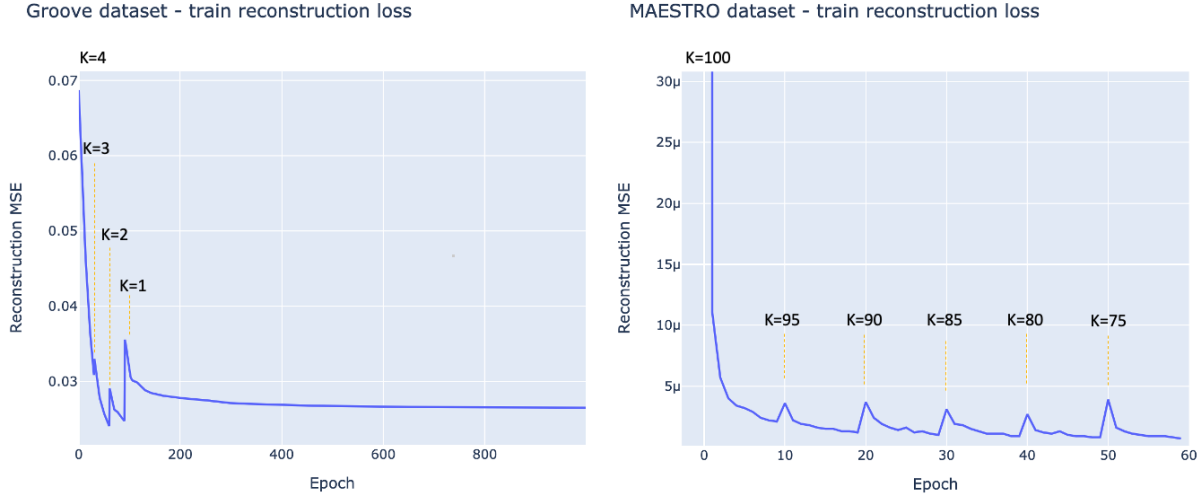 Groove dataset - train reconstruction loss
K=4
0.07
0.06
0.05
0.04
0.03
K=3
K=2
K=1
0
200
400
600
800
Reconstruction MSE
Epoch
MAESTRO dataset - train reconstruction loss
K=100
30µ
25µ
20µ
15µ
10µ
5µ
K=95
K=90
K=85
K=80
K=75
0
10
20
30
40
50
60
Reconstruction MSE
Epoch